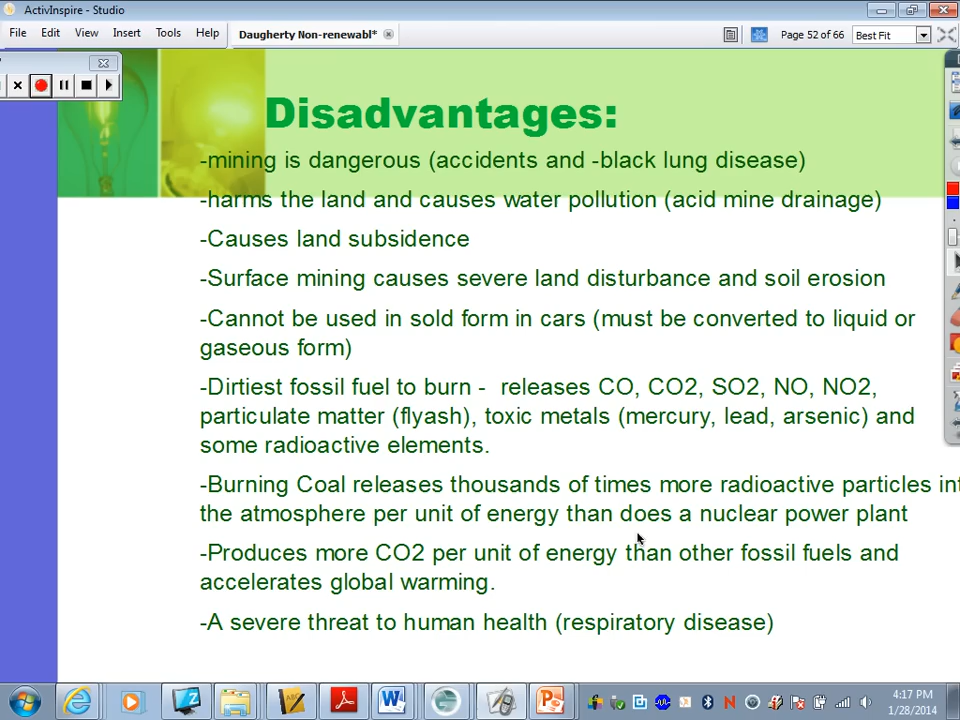 ActivInspire - Studio
File Edit View Insert Tools Help Daugherty Non-renewabl* Page 52 of 66 Best Fit
Disadvantages:
-mining is dangerous (accidents and -black lung disease)
-harms the land and causes water pollution (acid mine drainage)
-Causes land subsidence
-Surface mining causes severe land disturbance and soil erosion
-Cannot be used in sold form in cars (must be converted to liquid or
gaseous form)
-Dirtiest fossil fuel to burn - releases CO, CO2, SO2, NO, NO2,
particulate matter (flyash), toxic metals (mercury, lead, arsenic) and
some radioactive elements.
-Burning Coal releases thousands of times more radioactive particles int
the atmosphere per unit of energy than does a nuclear power plant
-Produces more CO2 per unit of energy than other fossil fuels and
accelerates global warming.
-A severe threat to human health (respiratory disease)
4:17 PM
1/28/2014